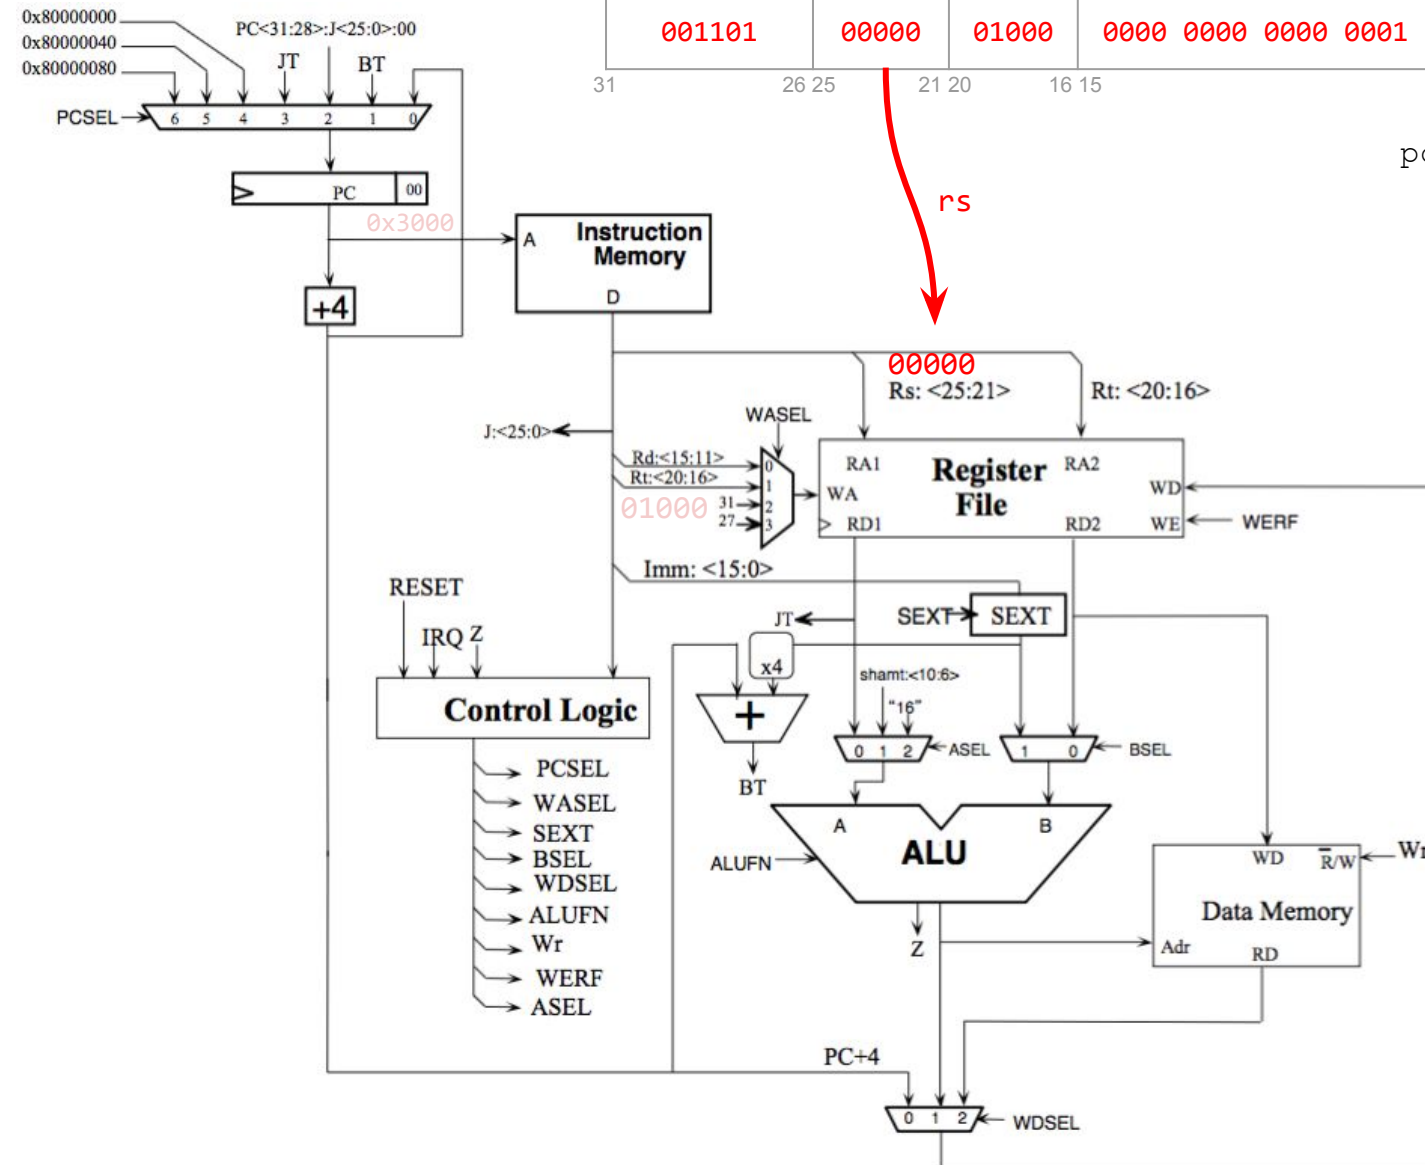 0x80000000
0x80000040
0x80000080
PC<31:28>:J<25:0>:00
JT
BT
PCSEL
6 5 4 3 2 1 0
PC 00
0x3000
+4
001101 00000 01000 0000 0000 0000 0001
31 26 25 21 20 16 15
rs
A
Instruction
Memory
D
00000
Rs: <25:21>
Rt: <20:16>
J:<25:0>
WASEL
Rd:<15:11>
Rt:<20:16>
01000
31
27
0
1
2
3
RA1
Register
File
RA2
WA
WD
RD1
RD2
WE
WERF
Imm: <15:0>
RESET
IRQ
Z
JT
SEXT
SEXT
x4
shamt:<10:6>
"16"
Control Logic
+
0 1 2
ASEL
1 0
BSEL
BT
PCSEL
WASEL
SEXT
BSEL
WDSEL
ALUFN
Wr
WERF
ASEL
A
B
ALU
ALUFN
Z
WD
R/W
Data Memory
Adr
RD
PC+4
0 1 2
WDSEL